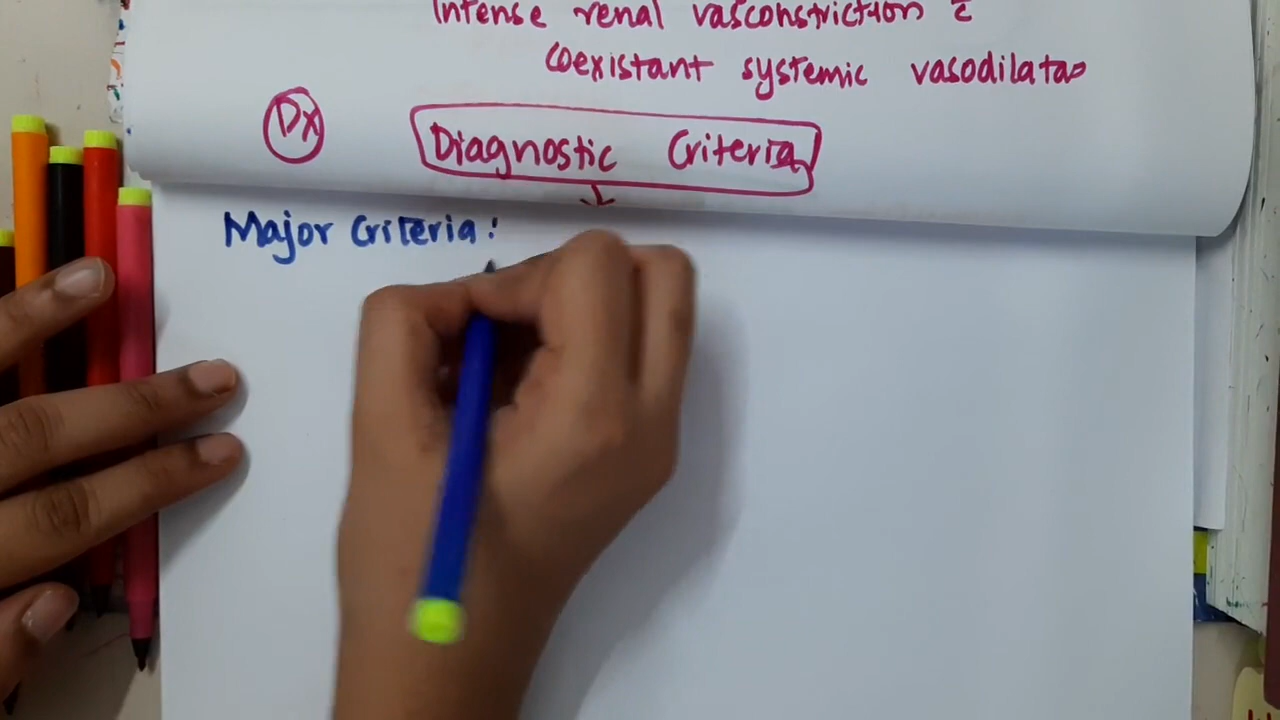 Intense renal vasconstriction c̄
Coexistant systemic vasodilatao
Dx Diagnostic Criteria
Major Criteria :